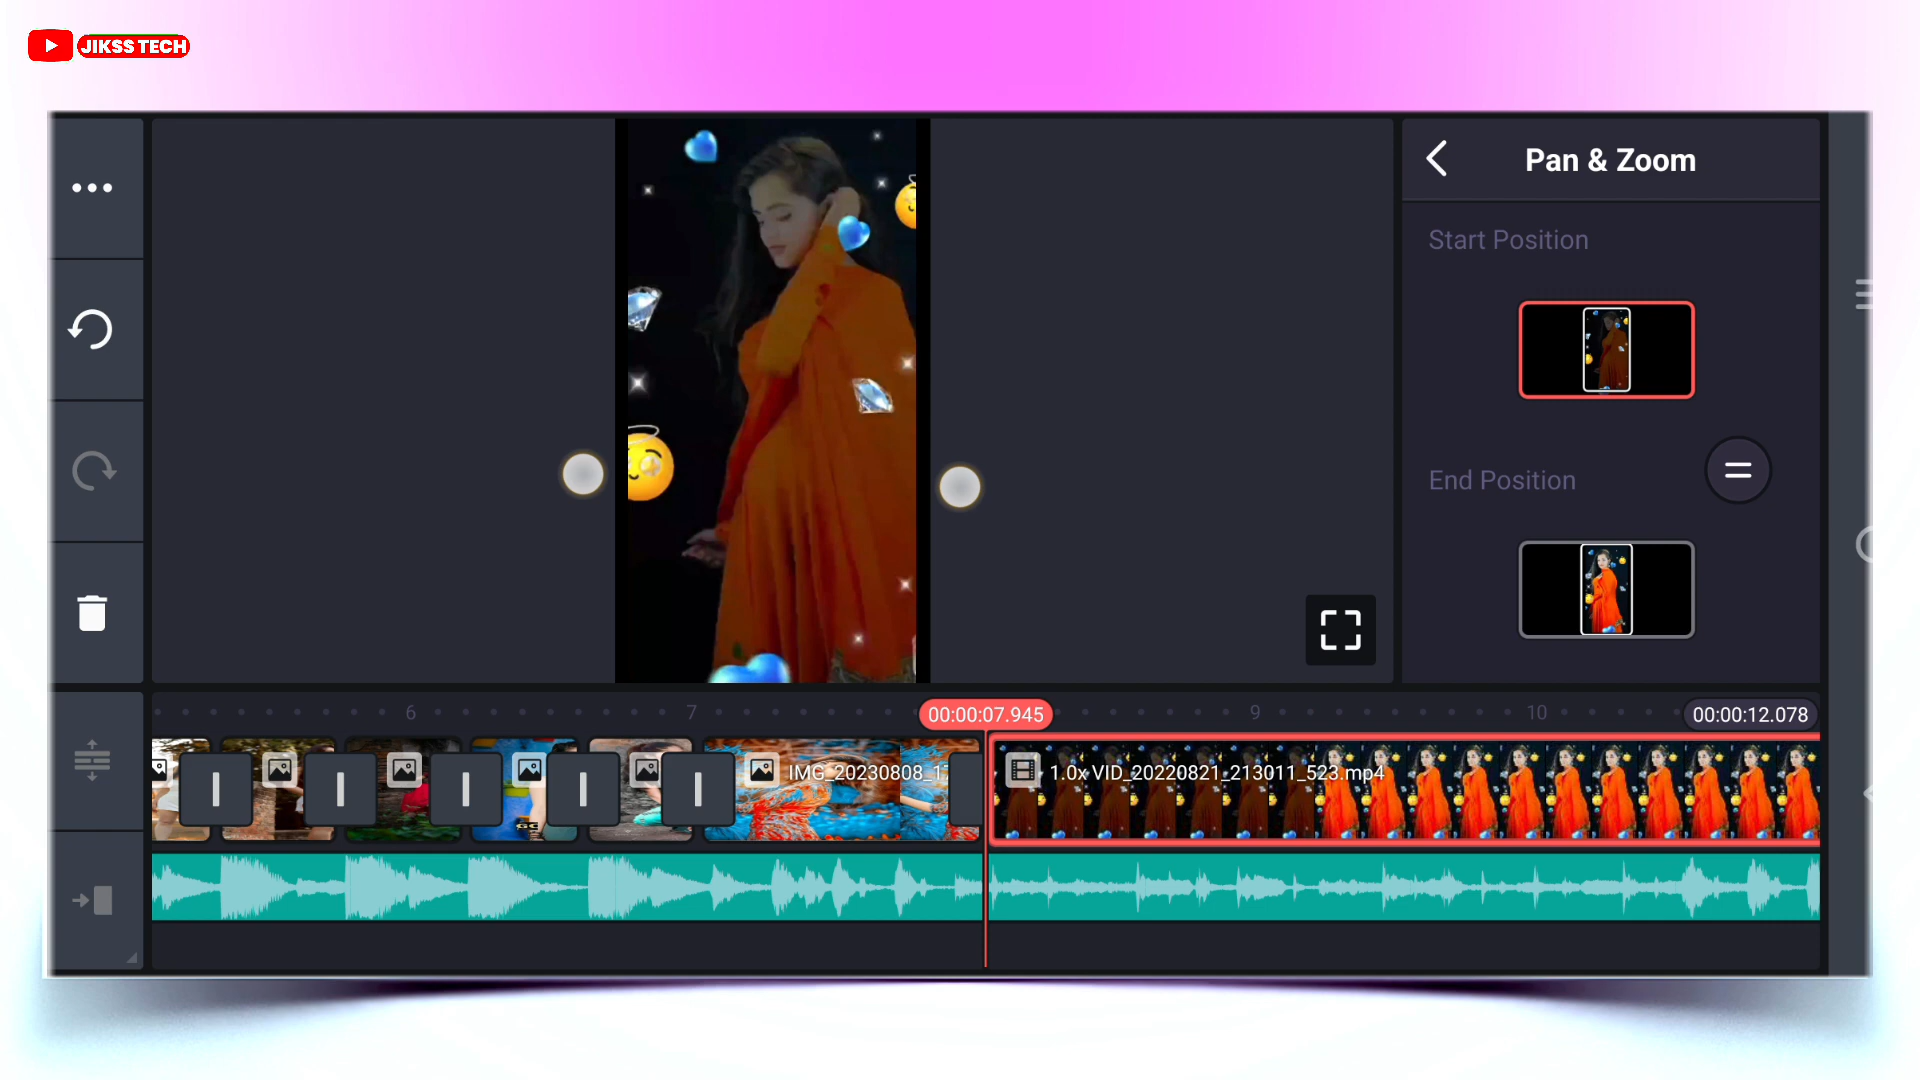 JIKSS TECH
Pan & Zoom
Start Position
End Position
6
7
00:00:07.945
9
10
00:00:12.078
IMG_20230808_1
1.0x VID_20220821_213011_523.mp4